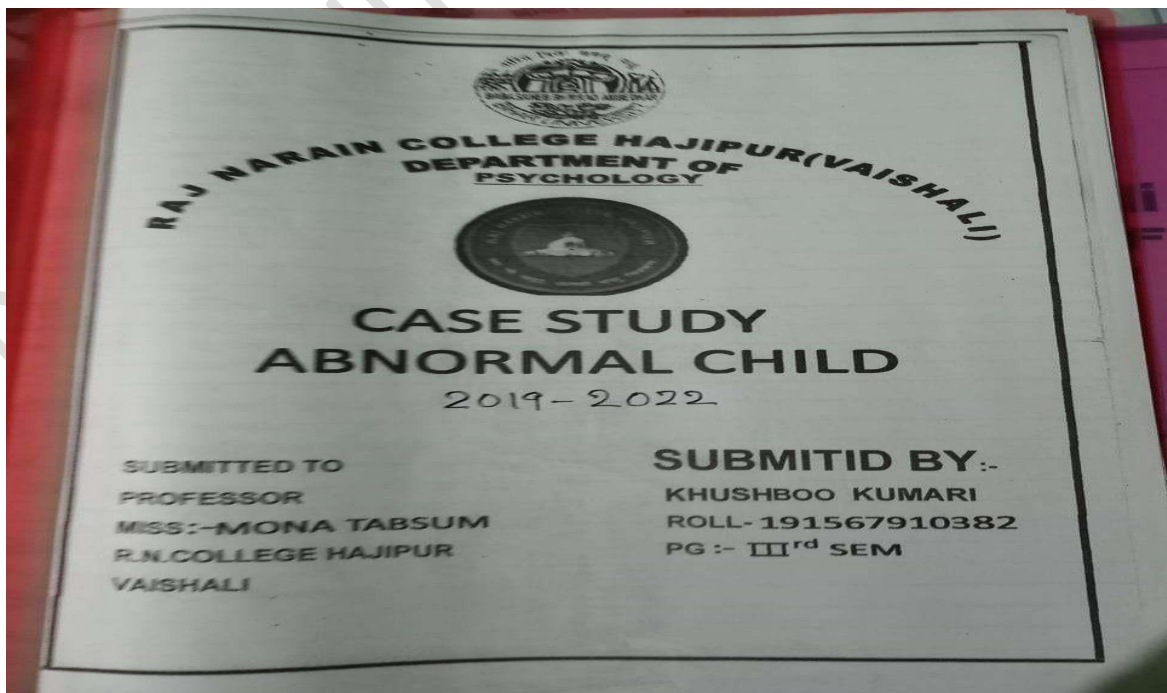 RAJ NARAIN COLLEGE HAJIPUR(VAISHALI)
DEPARTMENT OF
PSYCHOLOGY
CASE STUDY
ABNORMAL CHILD
2019-2022
SUBMITTED TO
PROFESSOR
MISS:-MONA TABSUM
R.N.COLLEGE HAJIPUR
VAISHALI
SUBMITID BY:-
KHUSHBOO KUMARI
ROLL-191567910382
PG :- IIIrd SEM